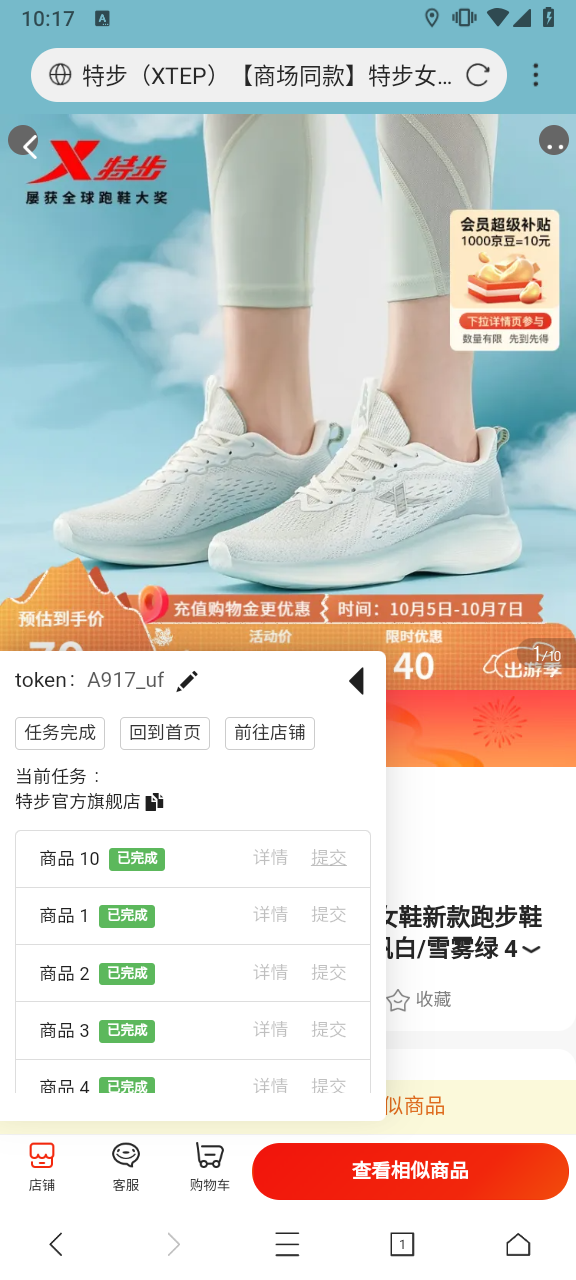 10:17
A
特步（XTEP）【商场同款】特步女...
特步
屡获全球跑鞋大奖
会员超级补贴
1000京豆=10元
下拉详情页参与
数量有限 先到先得
预估到手价
充值购物金更优惠
时间：10月5日-10月7日
活动价
限时优惠
40
出游季
1/10
token：A917_uf
任务完成
回到首页
前往店铺
当前任务：
特步官方旗舰店
商品 10 已完成 详情 提交
商品 1 已完成 详情 提交
商品 2 已完成 详情 提交
商品 3 已完成 详情 提交
商品 4 已完成 详情 提交
女鞋新款跑步鞋
帆白/雪雾绿 4
收藏
似商品
店铺
客服
购物车
查看相似商品
1